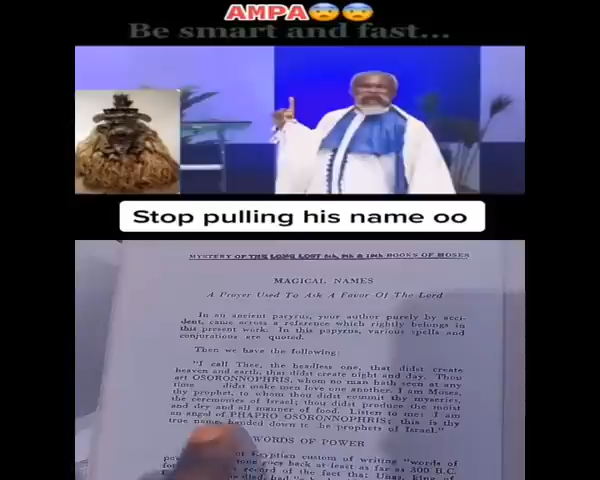 AMPA😨😨
Be smart and fast...
Stop pulling his name oo
MYSTERY OF THE LONG LOST 8th, 9th & 10th BOOKS OF MOSES
MAGICAL NAMES
A Prayer Used To Ask A Favor Of The Lord
In an ancient papyrus, your author purely by acci-
dent, came across a reference which rightly belongs in
this present work. In this papyrus, various spells and
conjurations are quoted.
Then we have the following:
"I call Thee, the headless one, that didst create
heaven and earth, that didst create night and day. Thou
art OSORONNOPHRIS, whom no man hath seen at any
time didst make men love one another. I am Moses,
thy prophet, to whom thou didst commit thy mysteries,
the ceremonies of Israel; thou didst produce the moist
and dry and all manner of food. Listen to me: I am
an angel of PHAPRO OSORONNOPHRIS; this is thy
true name, handed down to the prophets of Israel."
WORDS OF POWER
Egyptian custom of writing "words of
goes back at least as far as 300 B.C.
record of the fact that Unas, king of